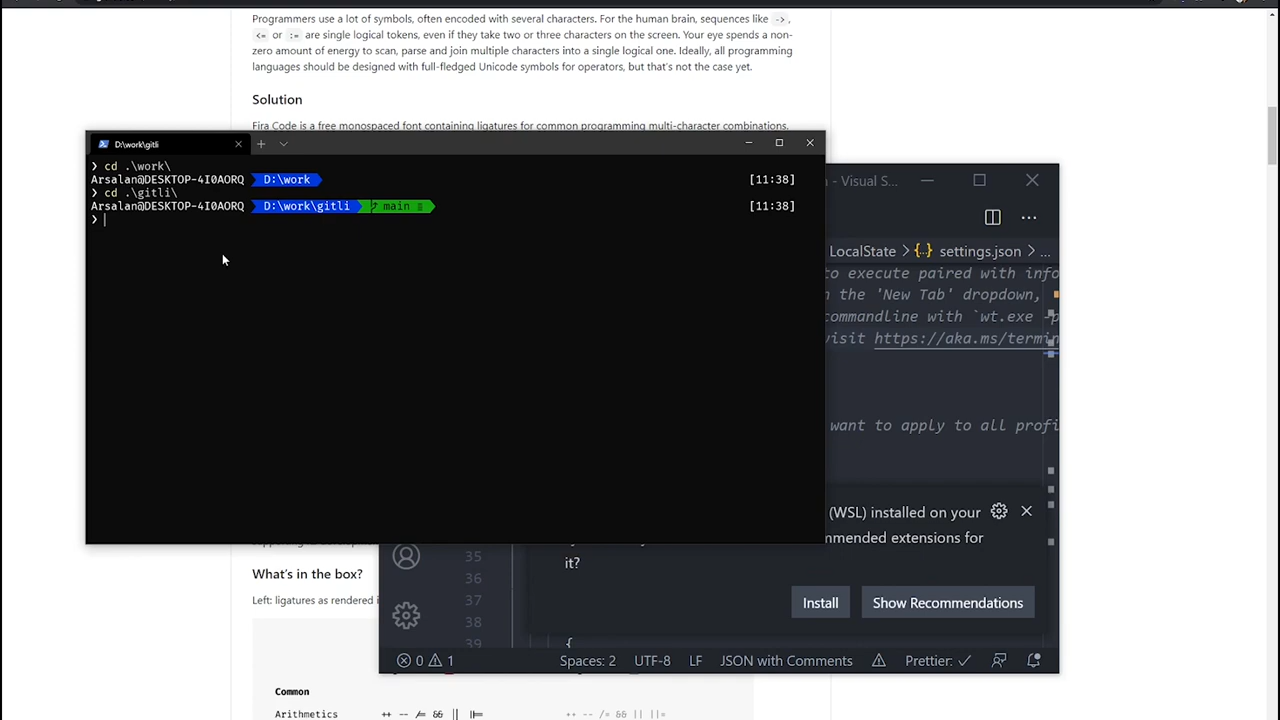 Programmers use a lot of symbols, often encoded with several characters. For the human brain, sequences like ->,
<= or := are single logical tokens, even if they take two or three characters on the screen. Your eye spends a non-
zero amount of energy to scan, parse and join multiple characters into a single logical one. Ideally, all programming
languages should be designed with full-fledged Unicode symbols for operators, but that's not the case yet.
Solution
Fira Code is a free monospaced font containing ligatures for common programming multi-character combinations.
D:\work\gitli
❯ cd .\work\
Arsalan@DESKTOP-4I0AORQ D:\work [11:38]
❯ cd .\gitli\
Arsalan@DESKTOP-4I0AORQ D:\work\gitli main ≡ [11:38]
❯
- Visual S...
LocalState > {..} settings.json > ...
to execute paired with info
n the 'New Tab' dropdown,
commandline with `wt.exe -p
visit https://aka.ms/termin
want to apply to all profi
(WSL) installed on your
mmended extensions for
it?
Install Show Recommendations
35
36
37
38
39
{
0 1 Spaces: 2 UTF-8 LF JSON with Comments Prettier: ✓
What's in the box?
Left: ligatures as rendered i
Common
Arithmetics ++ -- /= && || ||= ++ -- /= && || ||=